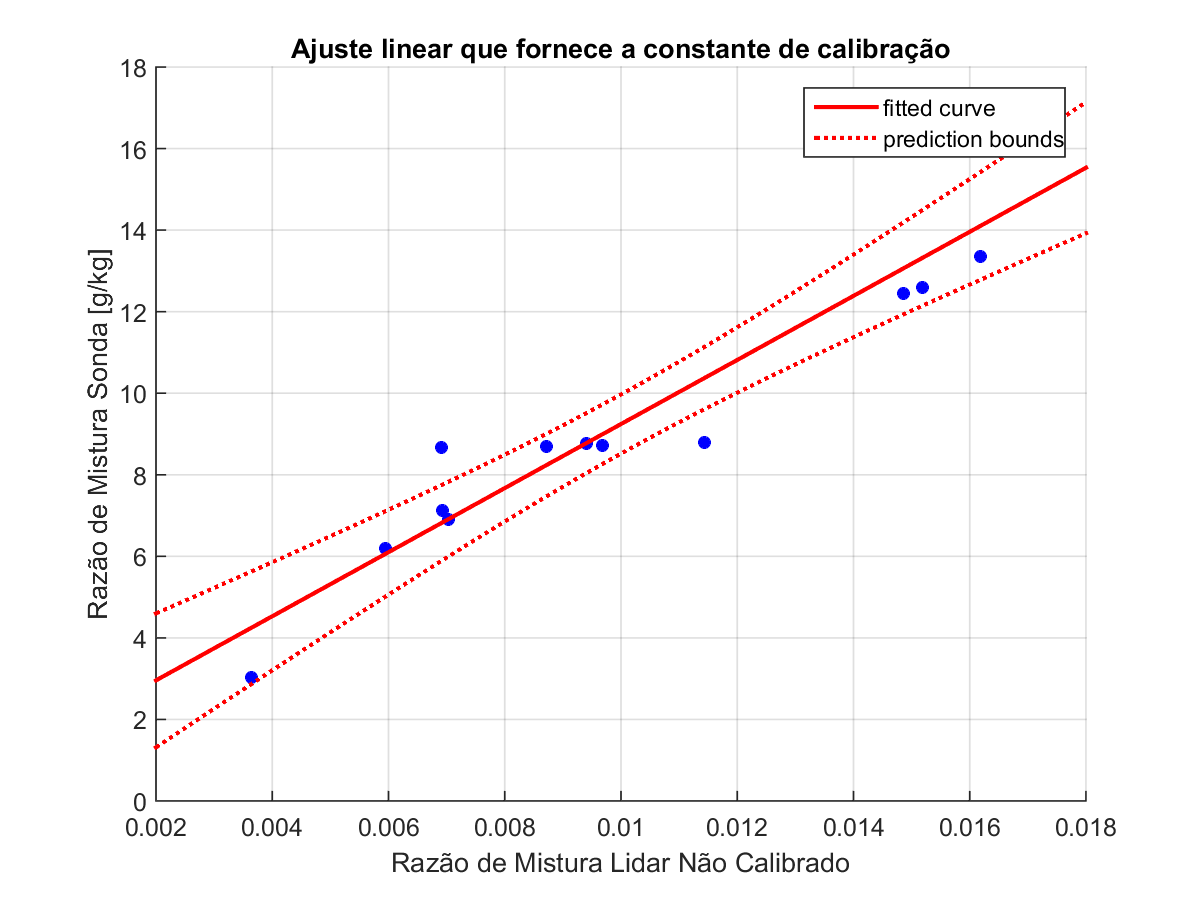 Ajuste linear que fornece a constante de calibração
fitted curve
prediction bounds
Razão de Mistura Sonda [g/kg]
18
16
14
12
10
8
6
4
2
0
0.002 0.004 0.006 0.008 0.01 0.012 0.014 0.016 0.018
Razão de Mistura Lidar Não Calibrado